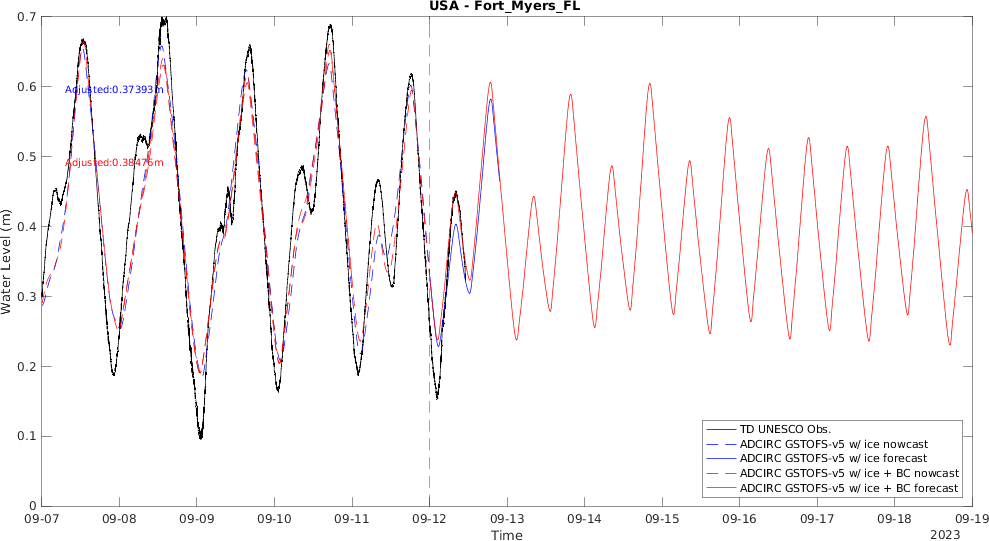 USA - Fort_Myers_FL
Water Level (m)
0.7
0.6
0.5
0.4
0.3
0.2
0.1
0
Adjusted:0.37393m
Adjusted:0.38476m
TD UNESCO Obs.
ADCIRC GSTOFS-v5 w/ ice nowcast
ADCIRC GSTOFS-v5 w/ ice forecast
ADCIRC GSTOFS-v5 w/ ice + BC nowcast
ADCIRC GSTOFS-v5 w/ ice + BC forecast
09-07 09-08 09-09 09-10 09-11 09-12 09-13 09-14 09-15 09-16 09-17 09-18 09-19
Time
2023